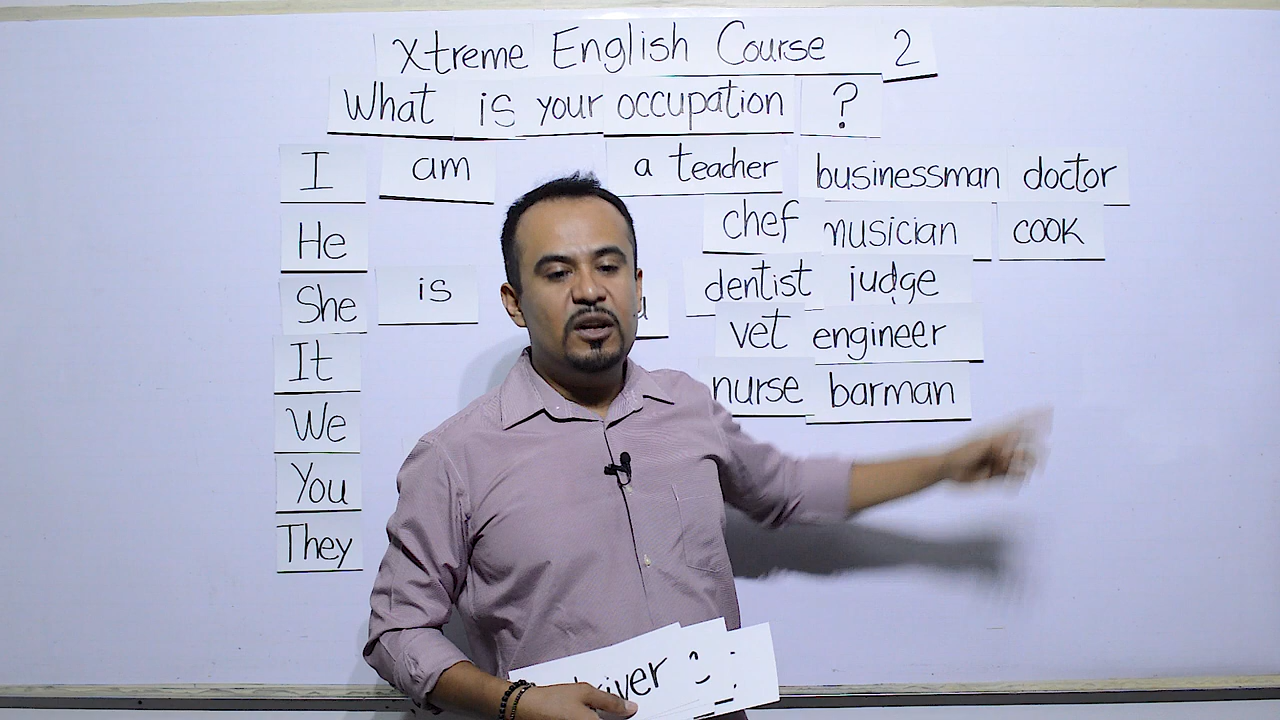 Xtreme English Course 2
What is your occupation ?
I am a teacher businessman doctor
He chef musician cook
She is dentist judge
It vet engineer
We nurse barman
You
They